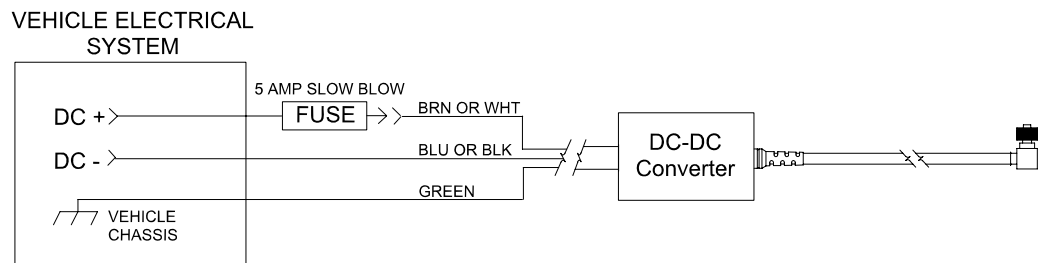 VEHICLE ELECTRICAL
SYSTEM
5 AMP SLOW BLOW
DC +
FUSE
BRN OR WHT
DC -
BLU OR BLK
DC-DC
Converter
GREEN
VEHICLE
CHASSIS